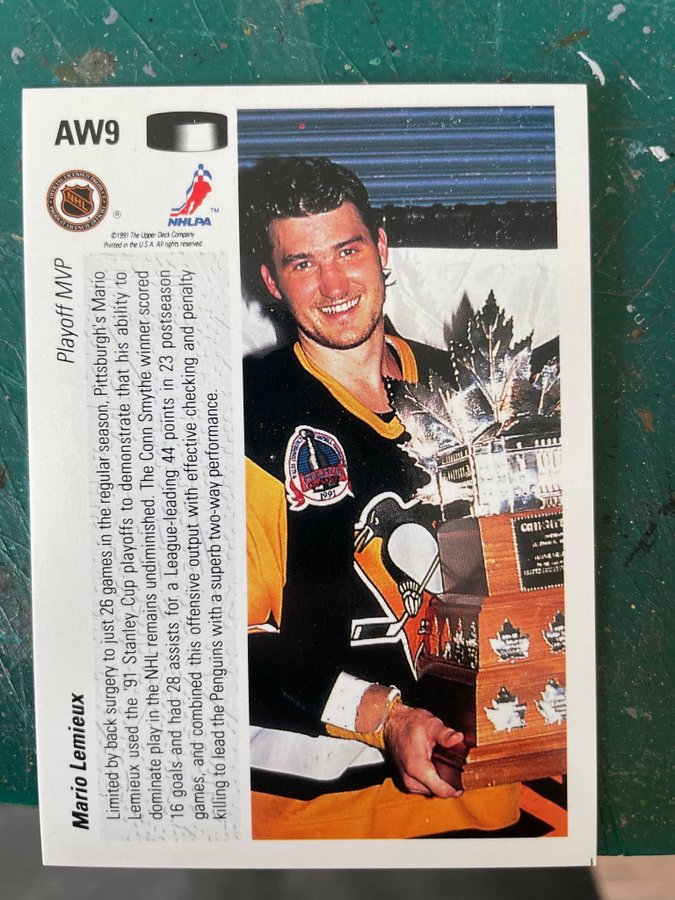 AW9
NHL
®
NHLPA
™
©1991 The Upper Deck Company
Printed in the U.S.A. All rights reserved
Mario Lemieux
Playoff MVP
Limited by back surgery to just 26 games in the regular season, Pittsburgh's Mario
Lemieux used the '91 Stanley Cup playoffs to demonstrate that his ability to
dominate play in the NHL remains undiminished. The Conn Smythe winner scored
16 goals and had 28 assists for a League-leading 44 points in 23 postseason
games, and combined this offensive output with effective checking and penalty
killing to lead the Penguins with a superb two-way performance.
1991